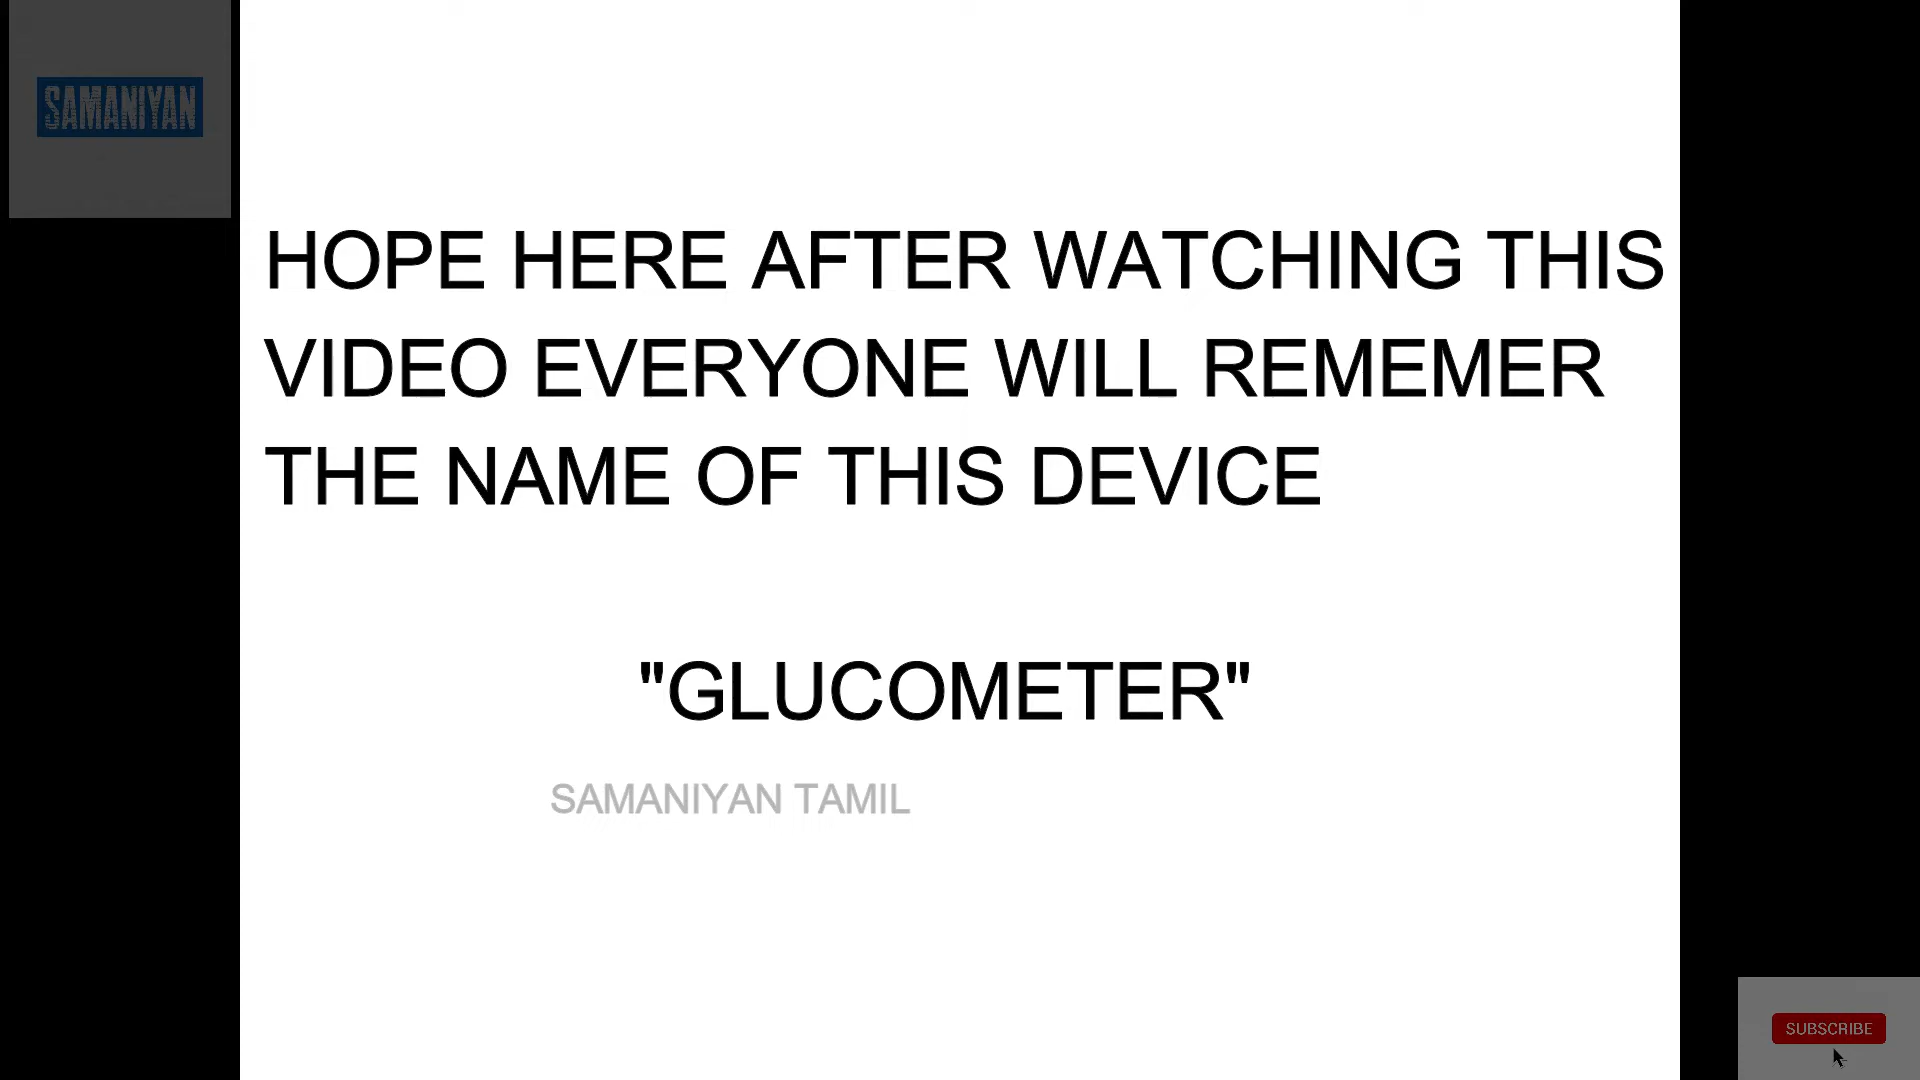 SAMANIYAN
HOPE HERE AFTER WATCHING THIS
VIDEO EVERYONE WILL REMEMER
THE NAME OF THIS DEVICE
"GLUCOMETER"
SAMANIYAN TAMIL
SUBSCRIBE